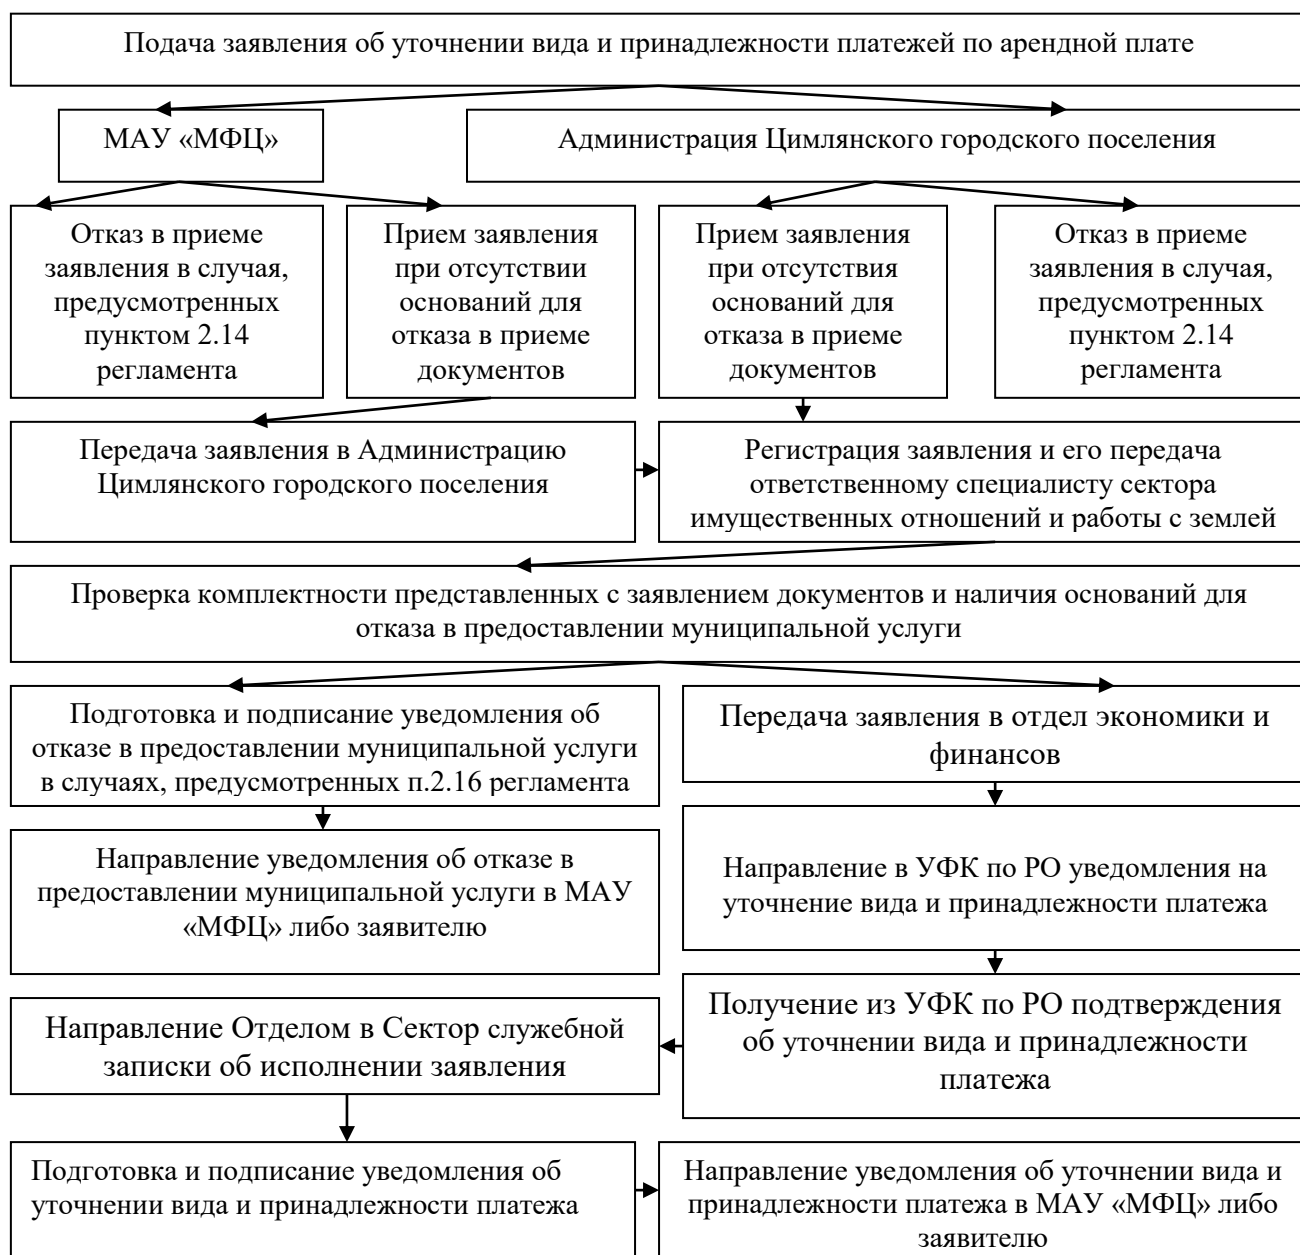 Подача заявления об уточнении вида и принадлежности платежей по арендной плате
МАУ «МФЦ»
Администрация Цимлянского городского поселения
Отказ в приеме
заявления в случая,
предусмотренных
пунктом 2.14
регламента
Прием заявления
при отсутствии
оснований для
отказа в приеме
документов
Прием заявления
при отсутствия
оснований для
отказа в приеме
документов
Отказ в приеме
заявления в случая,
предусмотренных
пунктом 2.14
регламента
Передача заявления в Администрацию
Цимлянского городского поселения
Регистрация заявления и его передача
ответственному специалисту сектора
имущественных отношений и работы с землей
Проверка комплектности представленных с заявлением документов и наличия оснований для
отказа в предоставлении муниципальной услуги
Подготовка и подписание уведомления об
отказе в предоставлении муниципальной услуги
в случаях, предусмотренных п.2.16 регламента
Передача заявления в отдел экономики и
финансов
Направление уведомления об отказе в
предоставлении муниципальной услуги в МАУ
«МФЦ» либо заявителю
Направление в УФК по РО уведомления на
уточнение вида и принадлежности платежа
Получение из УФК по РО подтверждения
об уточнении вида и принадлежности
платежа
Направление Отделом в Сектор служебной
записки об исполнении заявления
Подготовка и подписание уведомления об
уточнении вида и принадлежности платежа
Направление уведомления об уточнении вида и
принадлежности платежа в МАУ «МФЦ» либо
заявителю